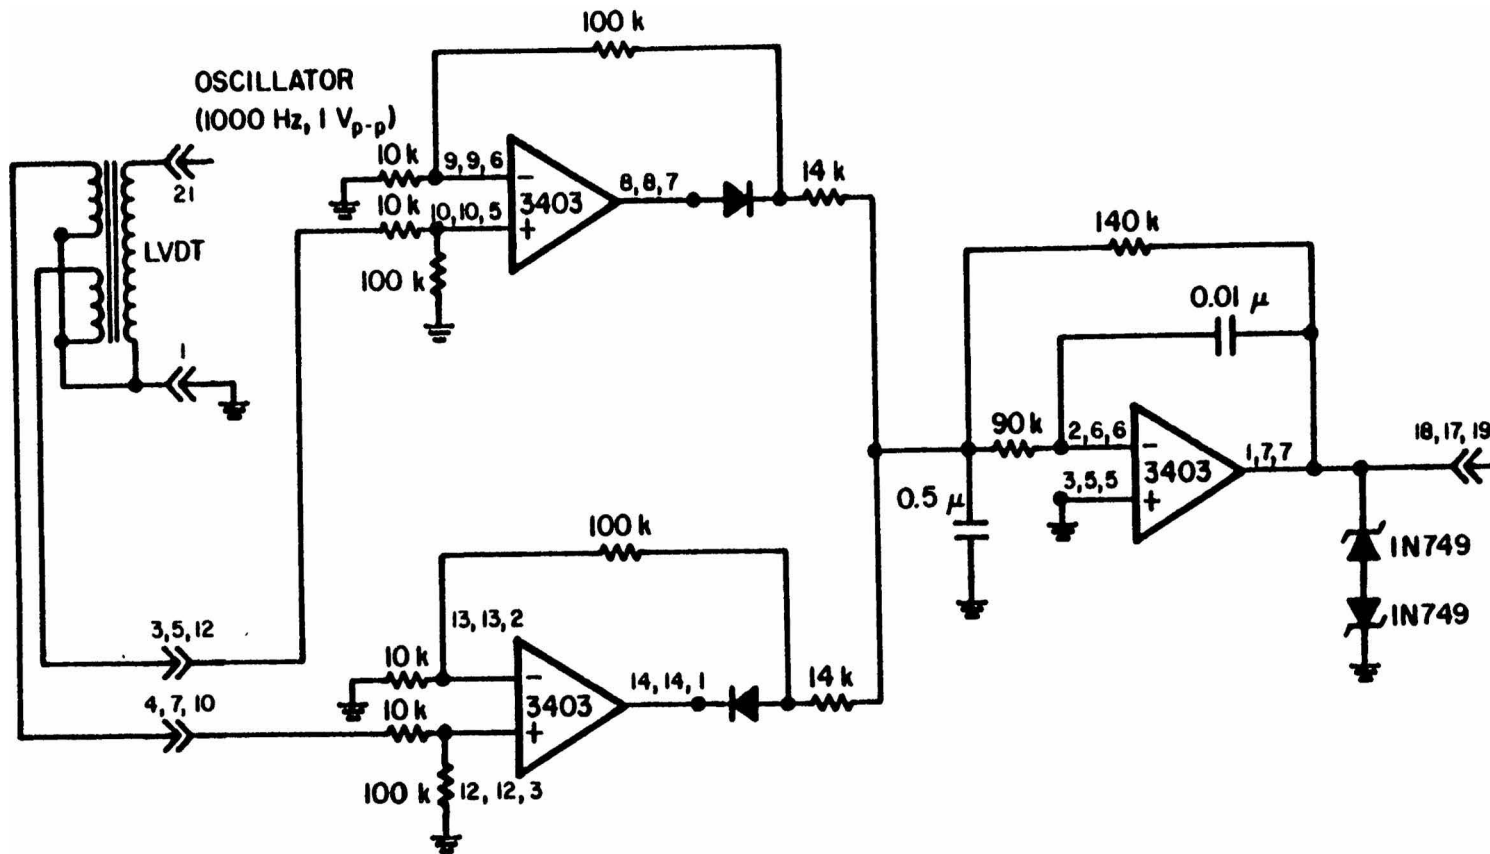 100 k
OSCILLATOR
(1000 Hz, 1 Vp-p)
10 k
9, 9, 6
−
3403
8, 8, 7
14 k
21
10 k
10, 10, 5
+
LVDT
100 k
140 k
0.01 μ
1
90 k
2, 6, 6
−
3403
1, 7, 7
18, 17, 19
3, 5, 5
+
0.5 μ
100 k
1N749
1N749
3, 5, 12
13, 13, 2
10 k
−
3403
14, 14, 1
14 k
4, 7, 10
10 k
+
100 k
12, 12, 3